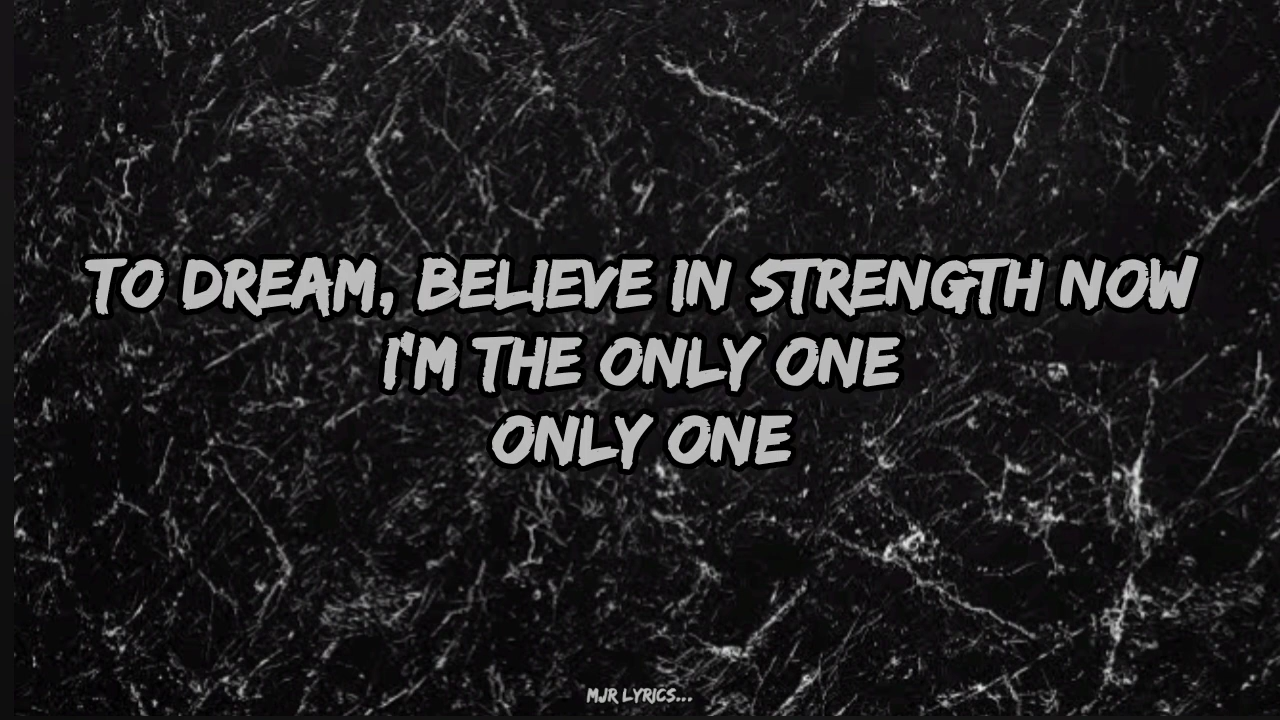 TO DREAM, BELIEVE IN STRENGTH NOW
I'M THE ONLY ONE
ONLY ONE
MJR LYRICS...